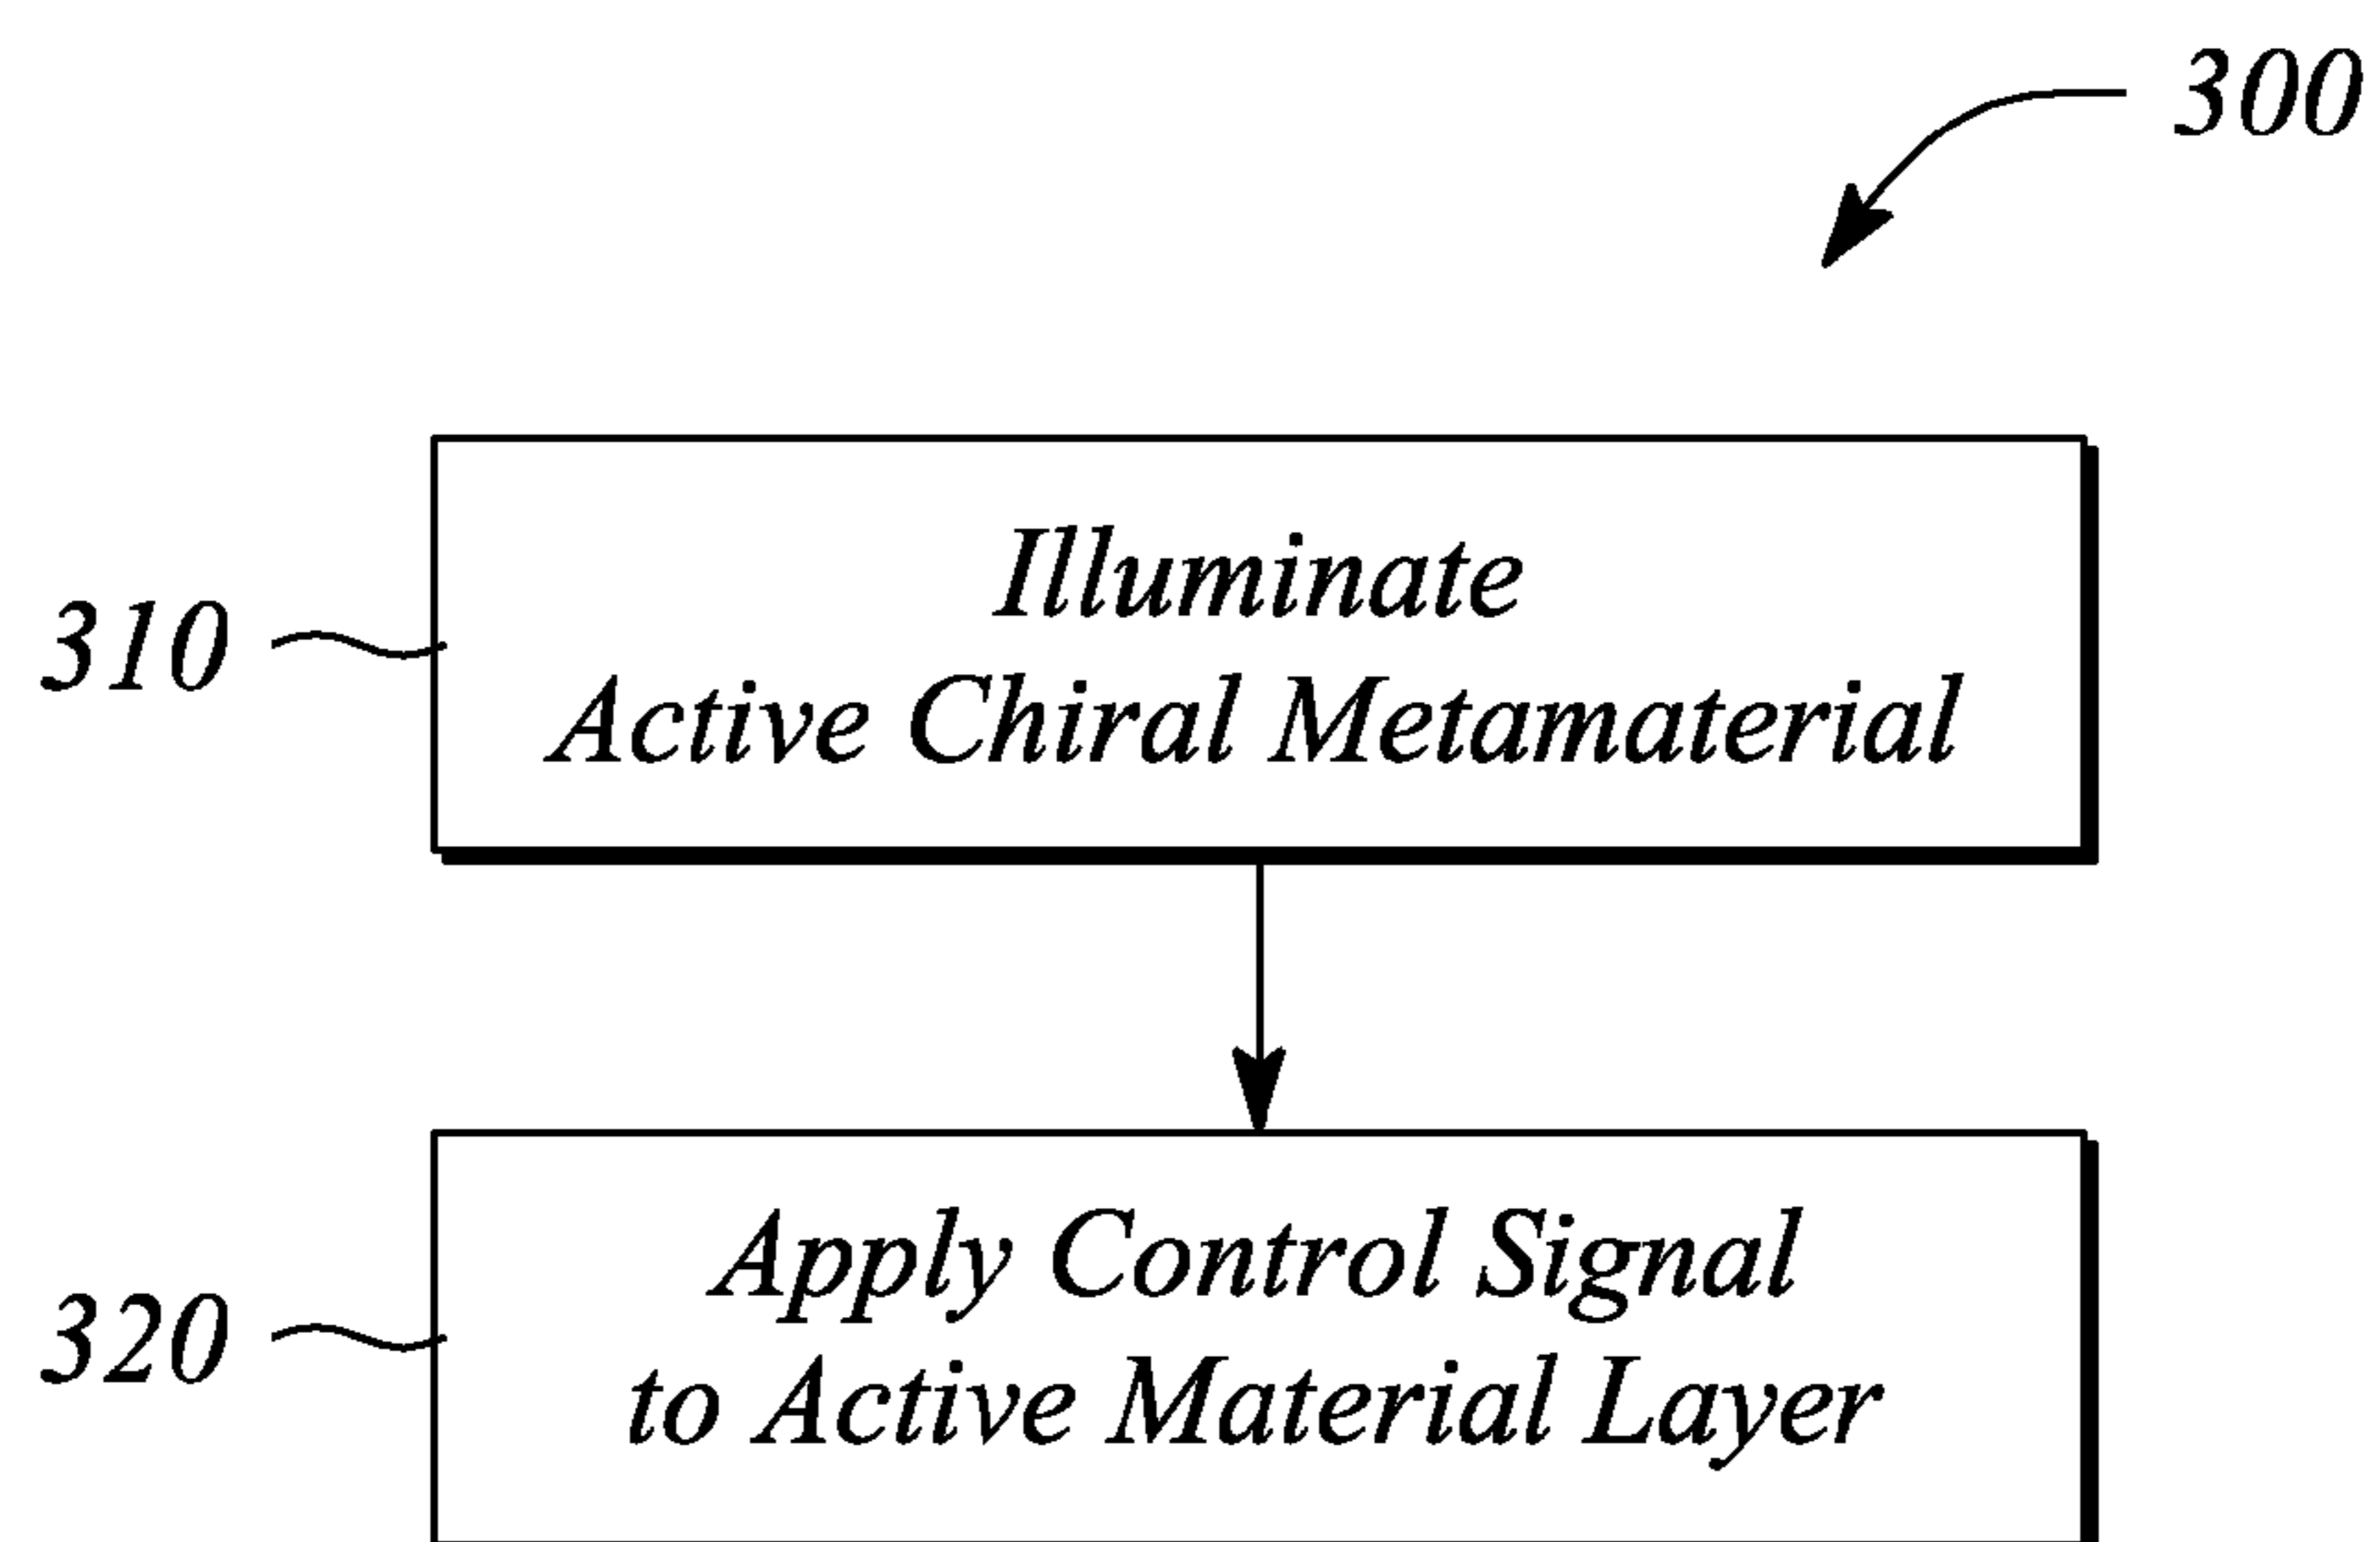 300
310
Illuminate
Active Chiral Metamaterial
320
Apply Control Signal
to Active Material Layer